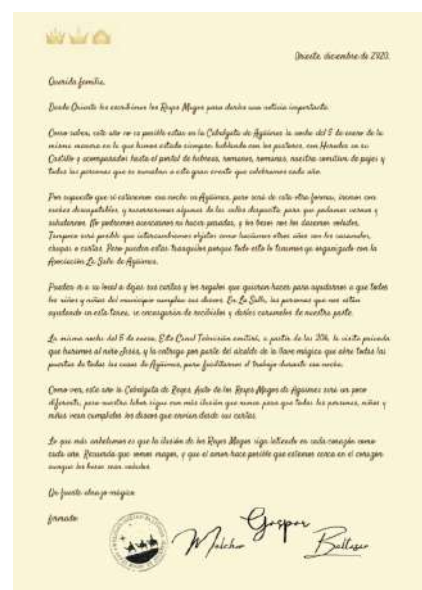 Oriente, diciembre de 2020.
Querida familia,
Desde Oriente les escribimos los Reyes Magos para darles una noticia importante.
Como saben, este año no es posible estar en la Cabalgata de Agüimes la noche del 5 de enero de la
misma manera en la que hemos estado siempre: hablando con los pastores, con Herodes en su
Castillo y acompañados hasta el portal de hebreas, romanos, romanas, nuestra comitiva de pajes y
todas las personas que se sumaban a este gran evento que celebramos cada año.
Por supuesto que sí estaremos esa noche en Agüimes, pero será de esta otra forma, iremos con
coches descapotables, y recorreremos algunas de las calles para que podamos vernos y
saludarnos. No podremos acercarnos ni hacer paradas, y los besos nos los daremos volados.
Tampoco será posible que intercambiemos objetos como hacíamos otros años con los caramelos,
chupas o cartas. Pero pueden estar tranquilos porque todo esto lo tenemos ya organizado con la
Asociación La Salle de Agüimes.
Pueden ir a su local a dejar sus cartas y los regalos que quieran hacer para ayudarnos a que todos
los niños y niñas del municipio cumplan sus deseos. En La Salle, las personas que nos están
ayudando en esta tarea, se encargarán de recibirlos y darles caramelos de nuestra parte.
La misma noche del 5 de enero, Este Canal Televisión emitirá, a partir de las 20h, la visita privada
que haremos al niño Jesús, y la entrega por parte del alcalde de la llave mágica que abre todas las
puertas de todas las casas de Agüimes, para facilitarnos el trabajo durante esa noche.
Como ven, este año la Cabalgata de Reyes, Auto de los Reyes Magos de Agüimes será un poco
diferente, pero nuestra labor sigue con más ilusión que nunca para que todas las personas, niños y
niñas vean cumplidos los deseos que envían desde sus cartas.
Lo que más anhelamos es que la ilusión de los Reyes Magos siga latiendo en cada corazón como
cada año. Recuerda que somos magos, y que el amor hace posible que estemos cerca en el corazón
aunque los besos sean volados.
Un fuerte abrazo mágico
firmado
Melchor
Gaspar
Baltasar